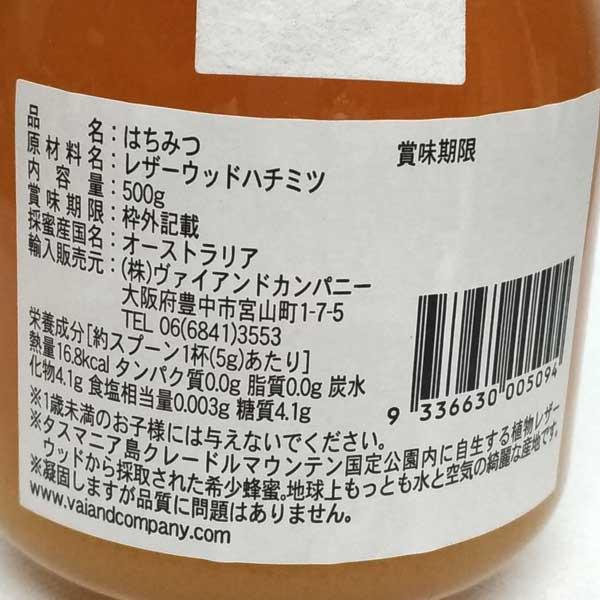 品名：はちみつ
原材料名：レザーウッドハチミツ
内容量：500g
賞味期限：枠外記載
採蜜産国名：オーストラリア
輸入販売元：(株)ヴァイアンドカンパニー
大阪府豊中市宮山町1-7-5
TEL 06(6841)3553
栄養成分[約スプーン1杯(5g)あたり]
熱量16.8kcal タンパク質0.0g 脂質0.0g 炭水
化物4.1g 食塩相当量0.003g 糖質4.1g
※1歳未満のお子様には与えないでください。
※タスマニア島クレードルマウンテン国定公園内に自生する植物レザー
ウッドから採取された希少蜂蜜。地球上もっとも水と空気の綺麗な産地です。
※凝固しますが品質に問題はありません。
www.vaiandcompany.com
賞味期限
9 336630 005094